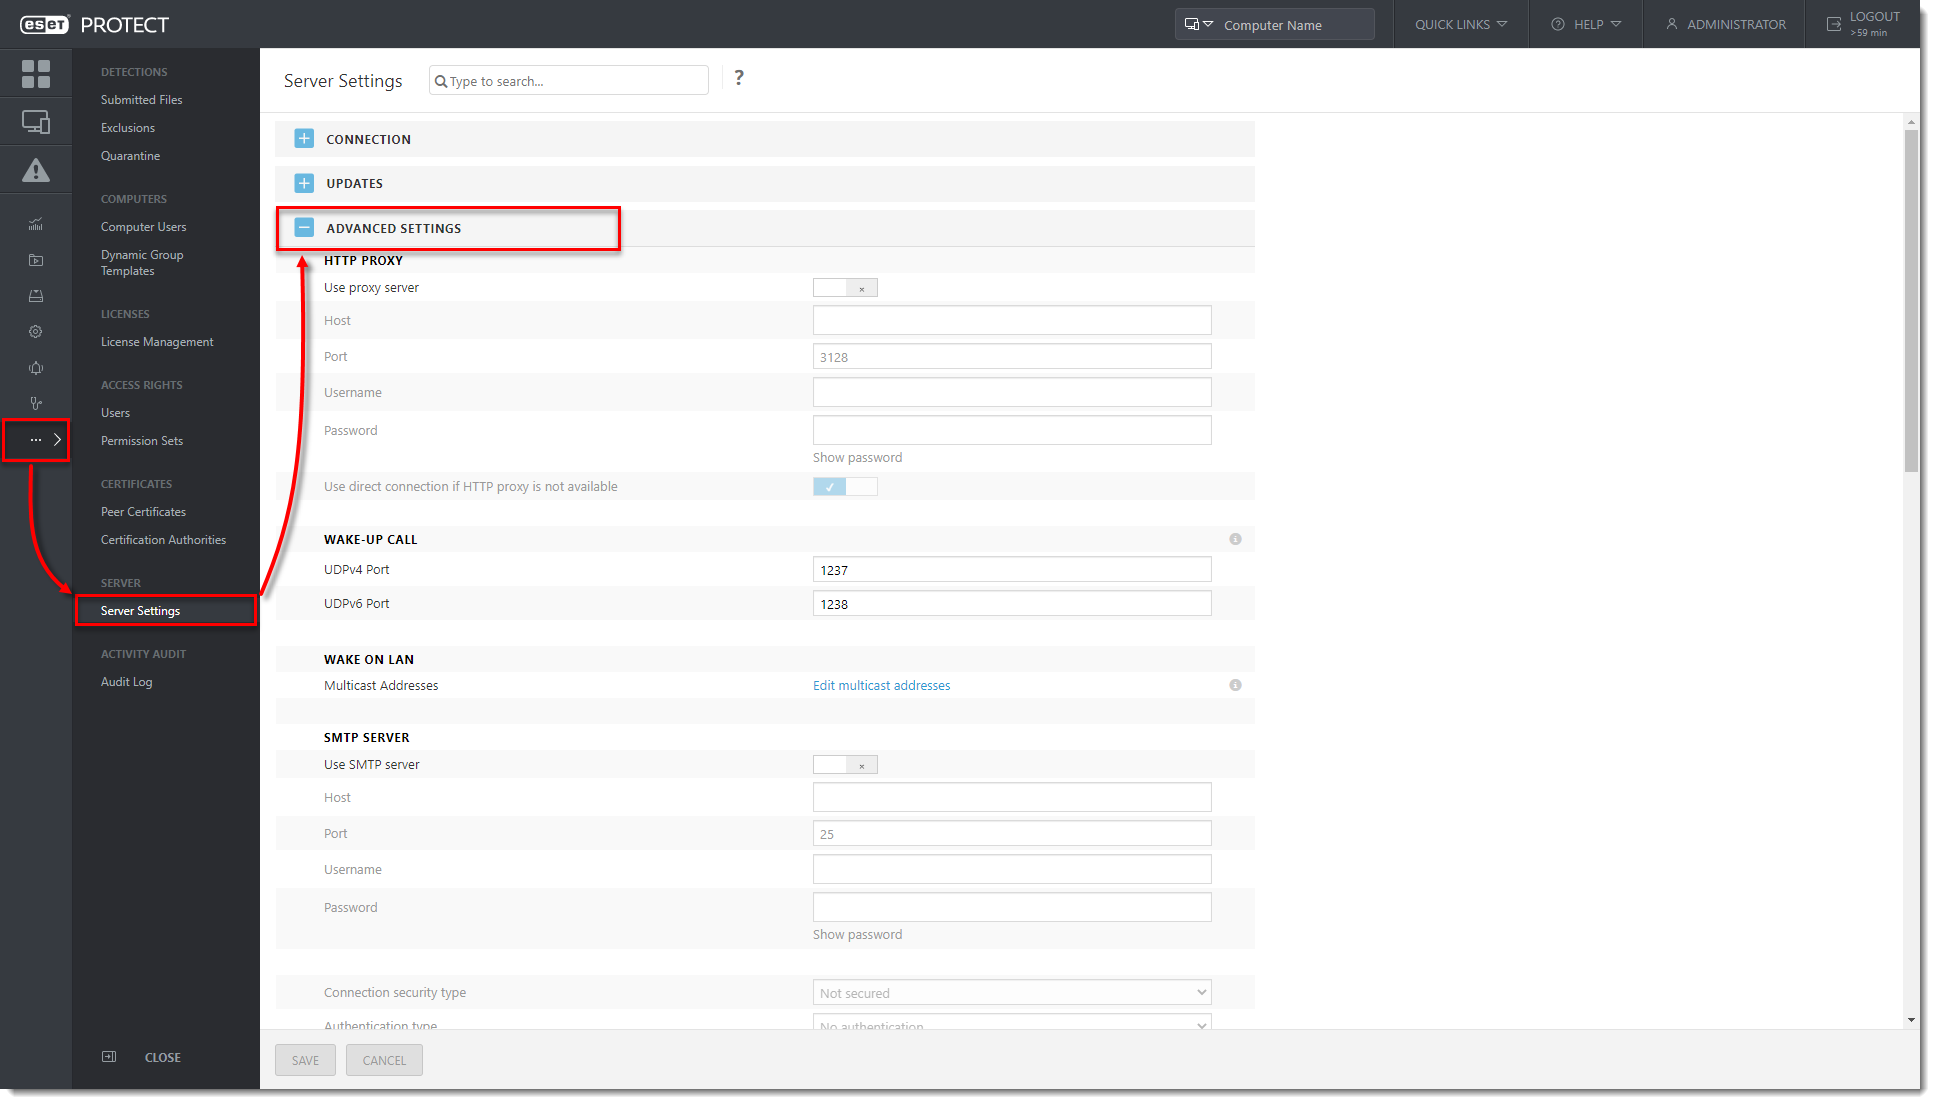 eset PROTECT
Computer Name
QUICK LINKS
HELP
ADMINISTRATOR
LOGOUT
>59 min
DETECTIONS
Submitted Files
Exclusions
Quarantine
COMPUTERS
Computer Users
Dynamic Group
Templates
LICENSES
License Management
ACCESS RIGHTS
Users
Permission Sets
CERTIFICATES
Peer Certificates
Certification Authorities
SERVER
Server Settings
ACTIVITY AUDIT
Audit Log
CLOSE
Server Settings
Type to search...
?
CONNECTION
UPDATES
ADVANCED SETTINGS
HTTP PROXY
Use proxy server
Host
Port 3128
Username
Password
Show password
Use direct connection if HTTP proxy is not available
WAKE-UP CALL
UDPv4 Port 1237
UDPv6 Port 1238
WAKE ON LAN
Multicast Addresses Edit multicast addresses
SMTP SERVER
Use SMTP server
Host
Port 25
Username
Password
Show password
Connection security type Not secured
Authentication type No authentication
SAVE CANCEL